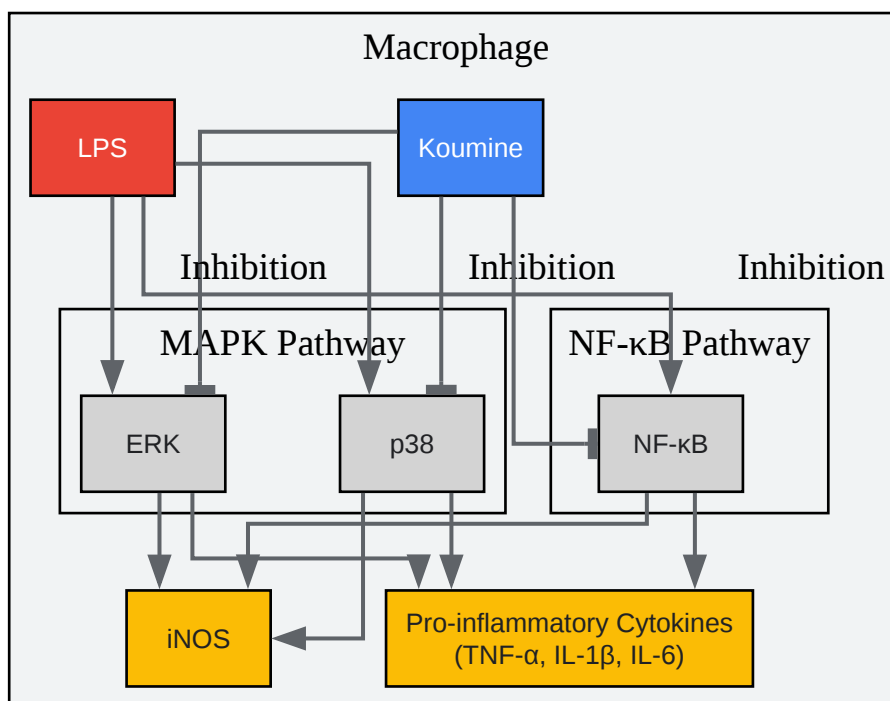 Macrophage
LPS
Koumine
Inhibition
Inhibition
Inhibition
MAPK Pathway
NF-κB Pathway
ERK
p38
NF-κB
iNOS
Pro-inflammatory Cytokines
(TNF-α, IL-1β, IL-6)